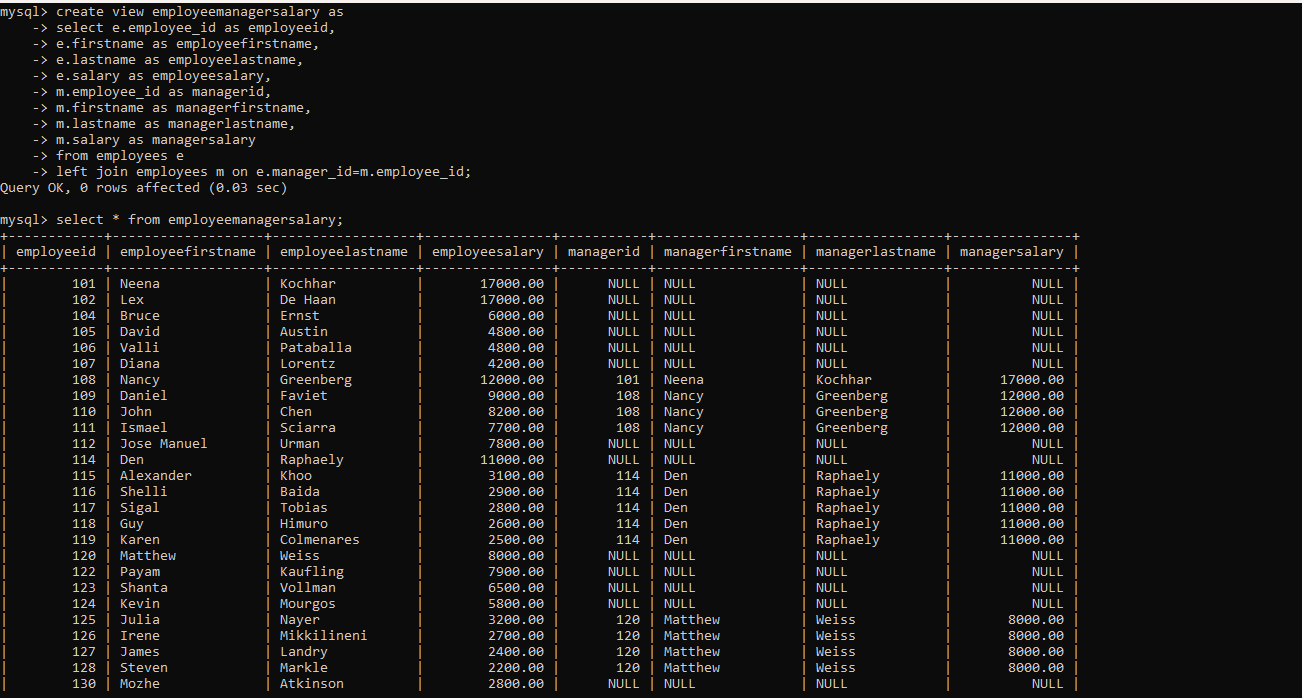 mysql> create view employeemanagersalary as
    -> select e.employee_id as employeeid,
    -> e.firstname as employeefirstname,
    -> e.lastname as employeelastname,
    -> e.salary as employeesalary,
    -> m.employee_id as managerid,
    -> m.firstname as managerfirstname,
    -> m.lastname as managerlastname,
    -> m.salary as managersalary
    -> from employees e
    -> left join employees m on e.manager_id=m.employee_id;
Query OK, 0 rows affected (0.03 sec)

mysql> select * from employeemanagersalary;
+------------+-------------------+------------------+----------------+-----------+------------------+-----------------+---------------+
| employeeid | employeefirstname | employeelastname | employeesalary | managerid | managerfirstname | managerlastname | managersalary |
+------------+-------------------+------------------+----------------+-----------+------------------+-----------------+---------------+
|        101 | Neena             | Kochhar          |       17000.00 |      NULL | NULL             | NULL            |          NULL |
|        102 | Lex               | De Haan          |       17000.00 |      NULL | NULL             | NULL            |          NULL |
|        104 | Bruce             | Ernst            |        6000.00 |      NULL | NULL             | NULL            |          NULL |
|        105 | David             | Austin           |        4800.00 |      NULL | NULL             | NULL            |          NULL |
|        106 | Valli             | Pataballa        |        4800.00 |      NULL | NULL             | NULL            |          NULL |
|        107 | Diana             | Lorentz          |        4200.00 |      NULL | NULL             | NULL            |          NULL |
|        108 | Nancy             | Greenberg        |       12000.00 |       101 | Neena            | Kochhar         |      17000.00 |
|        109 | Daniel            | Faviet           |        9000.00 |       108 | Nancy            | Greenberg       |      12000.00 |
|        110 | John              | Chen             |        8200.00 |       108 | Nancy            | Greenberg       |      12000.00 |
|        111 | Ismael            | Sciarra          |        7700.00 |       108 | Nancy            | Greenberg       |      12000.00 |
|        112 | Jose Manuel       | Urman            |        7800.00 |      NULL | NULL             | NULL            |          NULL |
|        114 | Den               | Raphaely         |       11000.00 |      NULL | NULL             | NULL            |          NULL |
|        115 | Alexander         | Khoo             |        3100.00 |       114 | Den              | Raphaely        |      11000.00 |
|        116 | Shelli            | Baida            |        2900.00 |       114 | Den              | Raphaely        |      11000.00 |
|        117 | Sigal             | Tobias           |        2800.00 |       114 | Den              | Raphaely        |      11000.00 |
|        118 | Guy               | Himuro           |        2600.00 |       114 | Den              | Raphaely        |      11000.00 |
|        119 | Karen             | Colmenares       |        2500.00 |       114 | Den              | Raphaely        |      11000.00 |
|        120 | Matthew           | Weiss            |        8000.00 |      NULL | NULL             | NULL            |          NULL |
|        122 | Payam             | Kaufling         |        7900.00 |      NULL | NULL             | NULL            |          NULL |
|        123 | Shanta            | Vollman          |        6500.00 |      NULL | NULL             | NULL            |          NULL |
|        124 | Kevin             | Mourgos          |        5800.00 |      NULL | NULL             | NULL            |          NULL |
|        125 | Julia             | Nayer            |        3200.00 |       120 | Matthew          | Weiss           |       8000.00 |
|        126 | Irene             | Mikkilineni      |        2700.00 |       120 | Matthew          | Weiss           |       8000.00 |
|        127 | James             | Landry           |        2400.00 |       120 | Matthew          | Weiss           |       8000.00 |
|        128 | Steven            | Markle           |        2200.00 |       120 | Matthew          | Weiss           |       8000.00 |
|        130 | Mozhe             | Atkinson         |        2800.00 |      NULL | NULL             | NULL            |          NULL |